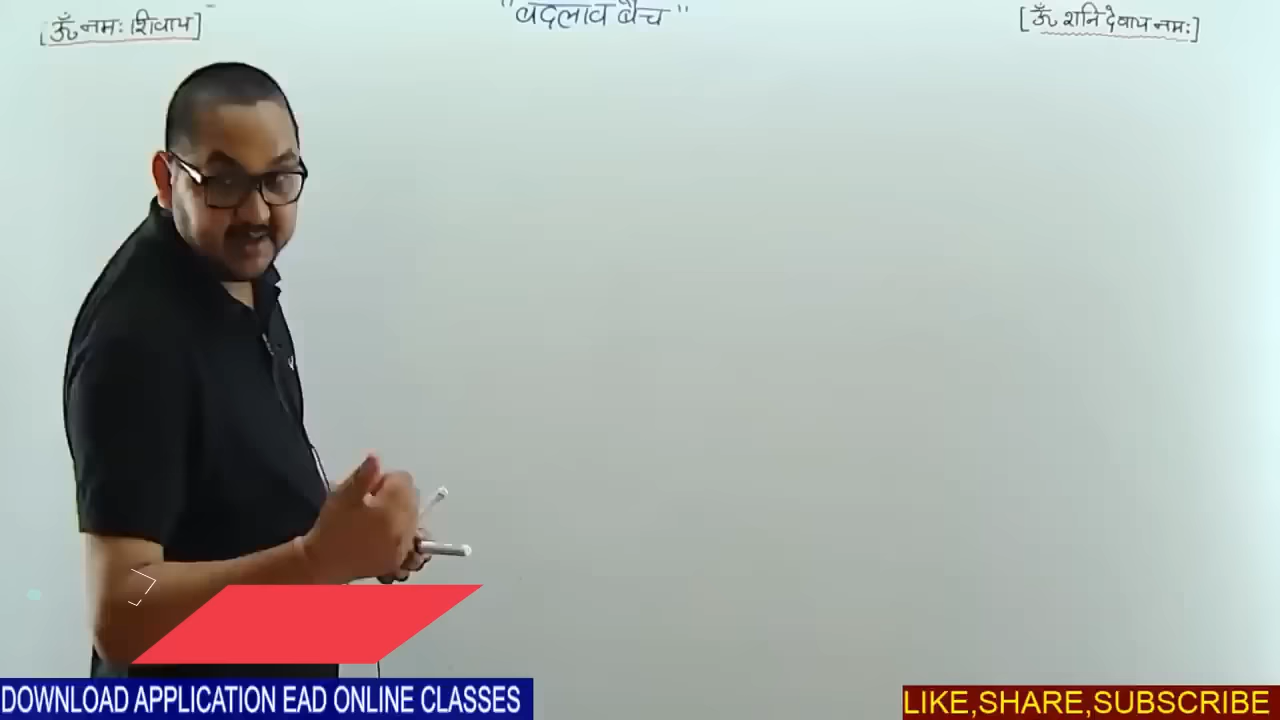 [ॐ नमः शिवाय]
"बदलाव बैच"
[ॐ शनि देवाय नमः]
DOWNLOAD APPLICATION EAD ONLINE CLASSES
LIKE,SHARE,SUBSCRIBE